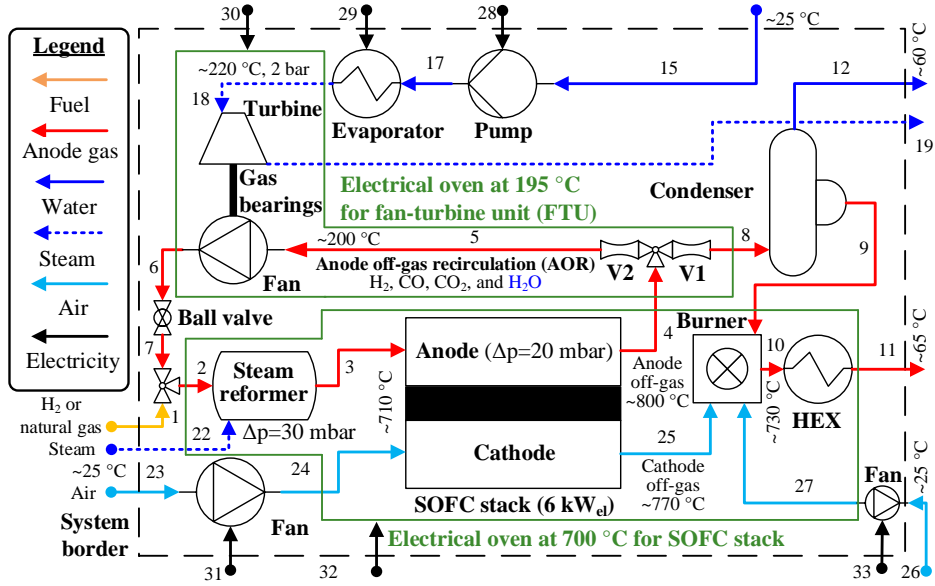 30
29
28
~25 °C
~60 °C
Legend
Fuel
Anode gas
Water
Steam
Air
Electricity
~220 °C, 2 bar
17
15
12
18
Turbine
Evaporator
Pump
19
Gas
bearings
Electrical oven at 195 °C
for fan-turbine unit (FTU)
Condenser
~200 °C
5
8
9
6
Anode off-gas recirculation (AOR)
H2, CO, CO2, and H2O
V2
V1
Fan
Ball valve
7
4
Burner
2
Steam
reformer
3
Anode (Δp=20 mbar)
Anode
off-gas
~800 °C
10
11
~65 °C
~710 °C
~730 °C
HEX
H2 or
natural gas
1
22
Δp=30 mbar
Steam
~25 °C
23
24
Cathode
25
Cathode
off-gas
~770 °C
27
Air
~25 °C
Fan
SOFC stack (6 kWel)
Fan
System
border
Electrical oven at 700 °C for SOFC stack
31
32
33
26